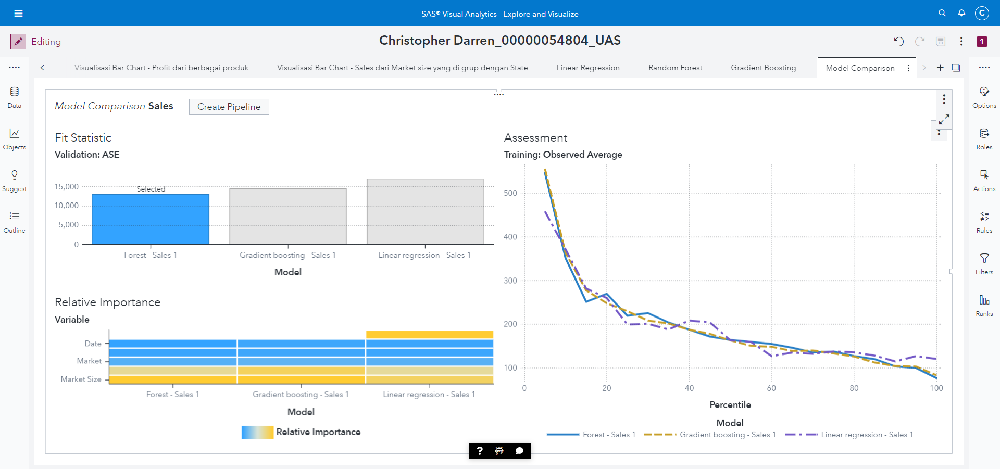 SAS® Visual Analytics - Explore and Visualize
C
Editing
Christopher Darren_00000054804_UAS
1
Visualisasi Bar Chart - Profit dari berbagai produk
Visualisasi Bar Chart - Sales dari Market size yang di grup dengan State
Linear Regression
Random Forest
Gradient Boosting
Model Comparison
Data
Objects
Suggest
Outline
Model Comparison Sales
Create Pipeline
Fit Statistic
Validation: ASE
15,000
10,000
5,000
0
Selected
Forest - Sales 1
Gradient boosting - Sales 1
Linear regression - Sales 1
Model
Relative Importance
Variable
Date
Market
Market Size
Forest - Sales 1
Gradient boosting - Sales 1
Linear regression - Sales 1
Model
Relative Importance
Assessment
Training: Observed Average
500
400
300
200
100
0 20 40 60 80 100
Percentile
Model
Forest - Sales 1
Gradient boosting - Sales 1
Linear regression - Sales 1
?
Options
Roles
Actions
Rules
Filters
Ranks